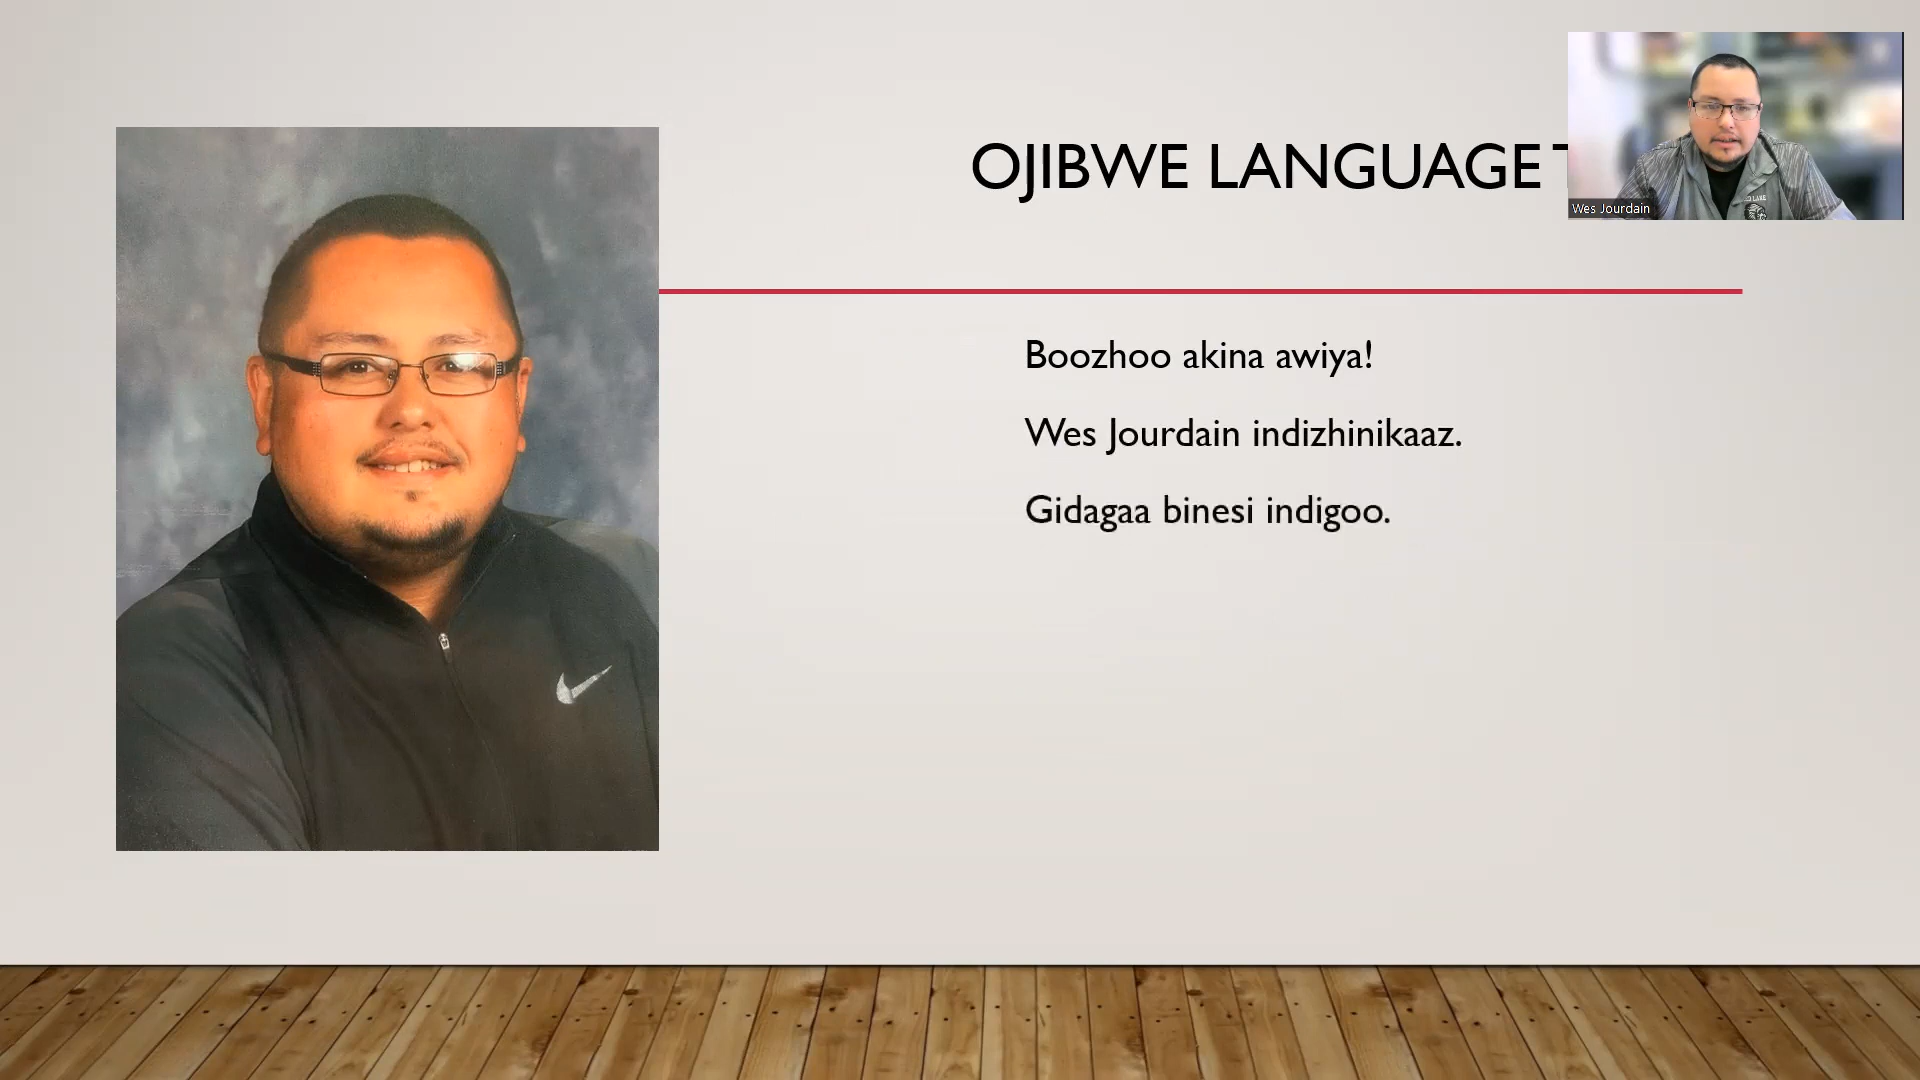 OJIBWE LANGUAGE
Wes Jourdain
Boozhoo akina awiya!
Wes Jourdain indizhinikaaz.
Gidagaa binesi indigoo.